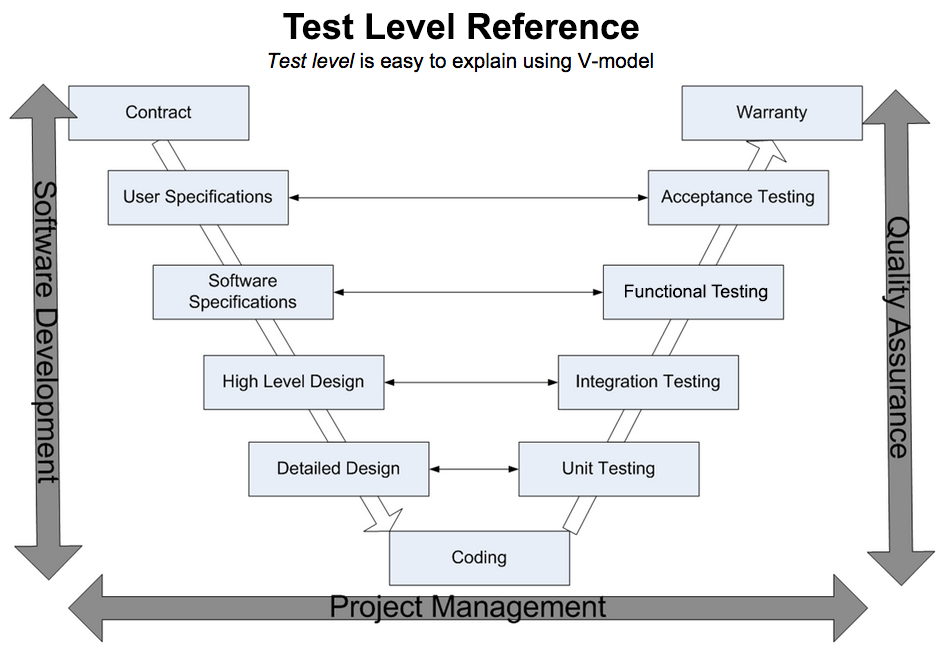 Test Level Reference
Test level is easy to explain using V-model
Contract
Warranty
User Specifications
Acceptance Testing
Software
Specifications
Functional Testing
High Level Design
Integration Testing
Detailed Design
Unit Testing
Coding
Software Development
Quality Assurance
Project Management